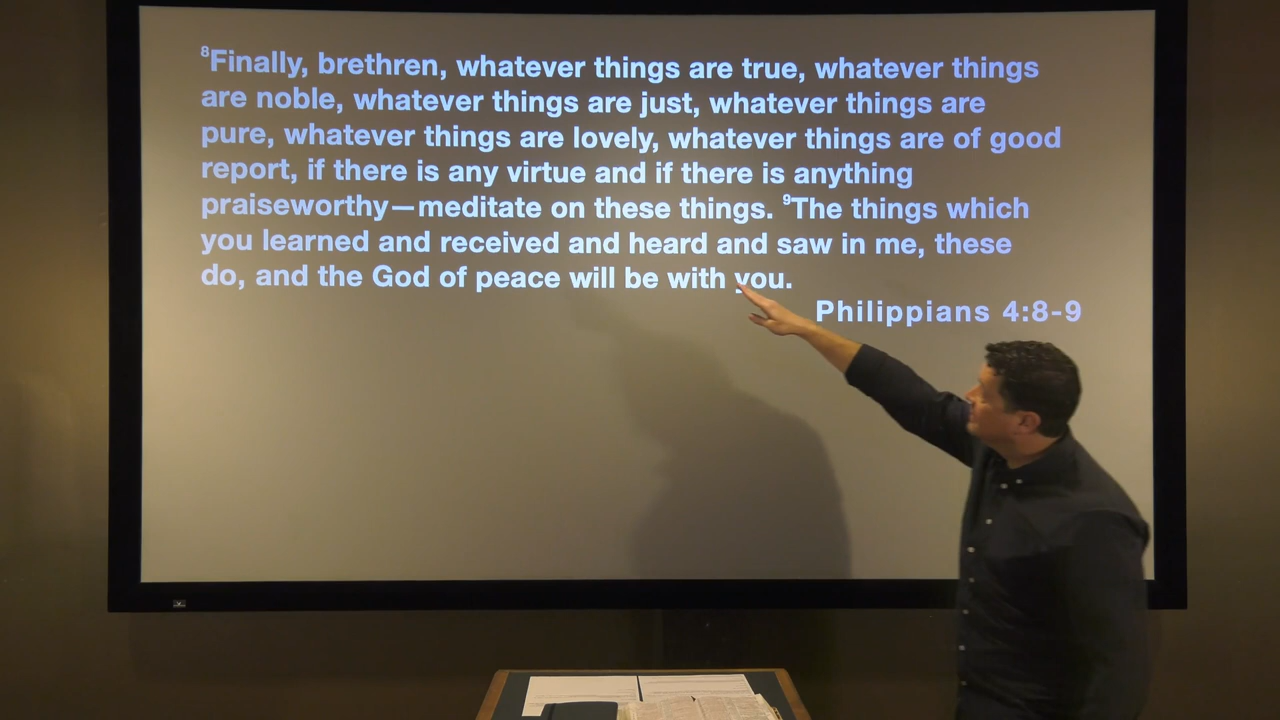 ⁸Finally, brethren, whatever things are true, whatever things
are noble, whatever things are just, whatever things are
pure, whatever things are lovely, whatever things are of good
report, if there is any virtue and if there is anything
praiseworthy—meditate on these things. ⁹The things which
you learned and received and heard and saw in me, these
do, and the God of peace will be with you.
Philippians 4:8-9